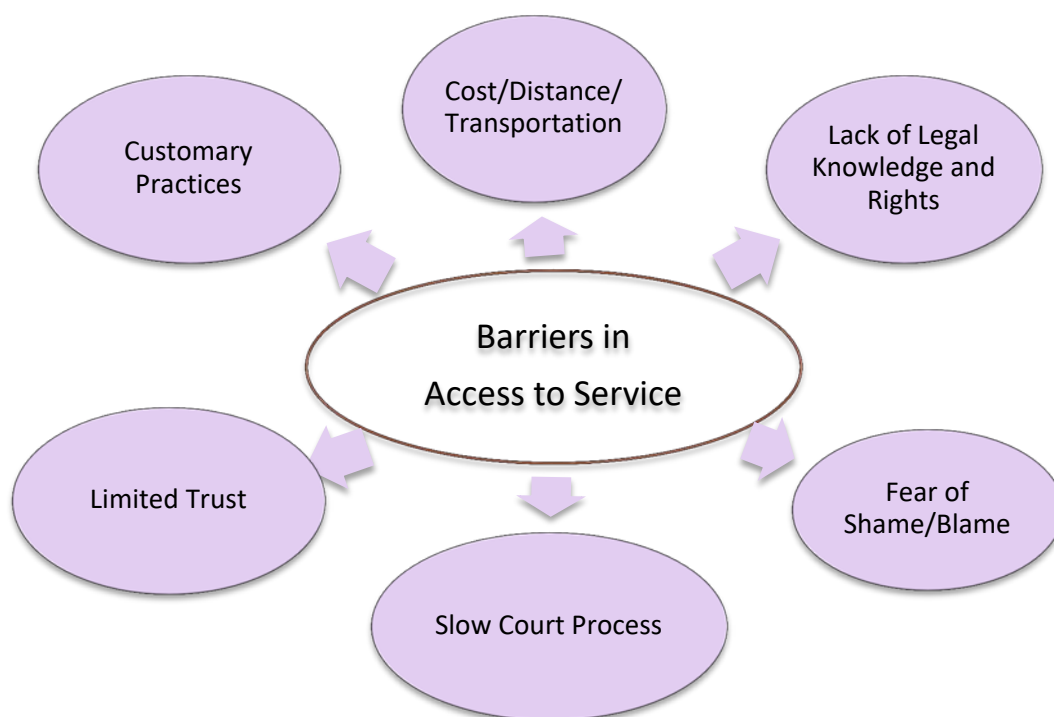 Cost/Distance/
Transportation
Customary
Practices
Lack of Legal
Knowledge and
Rights
Barriers in
Access to Service
Limited Trust
Fear of
Shame/Blame
Slow Court Process